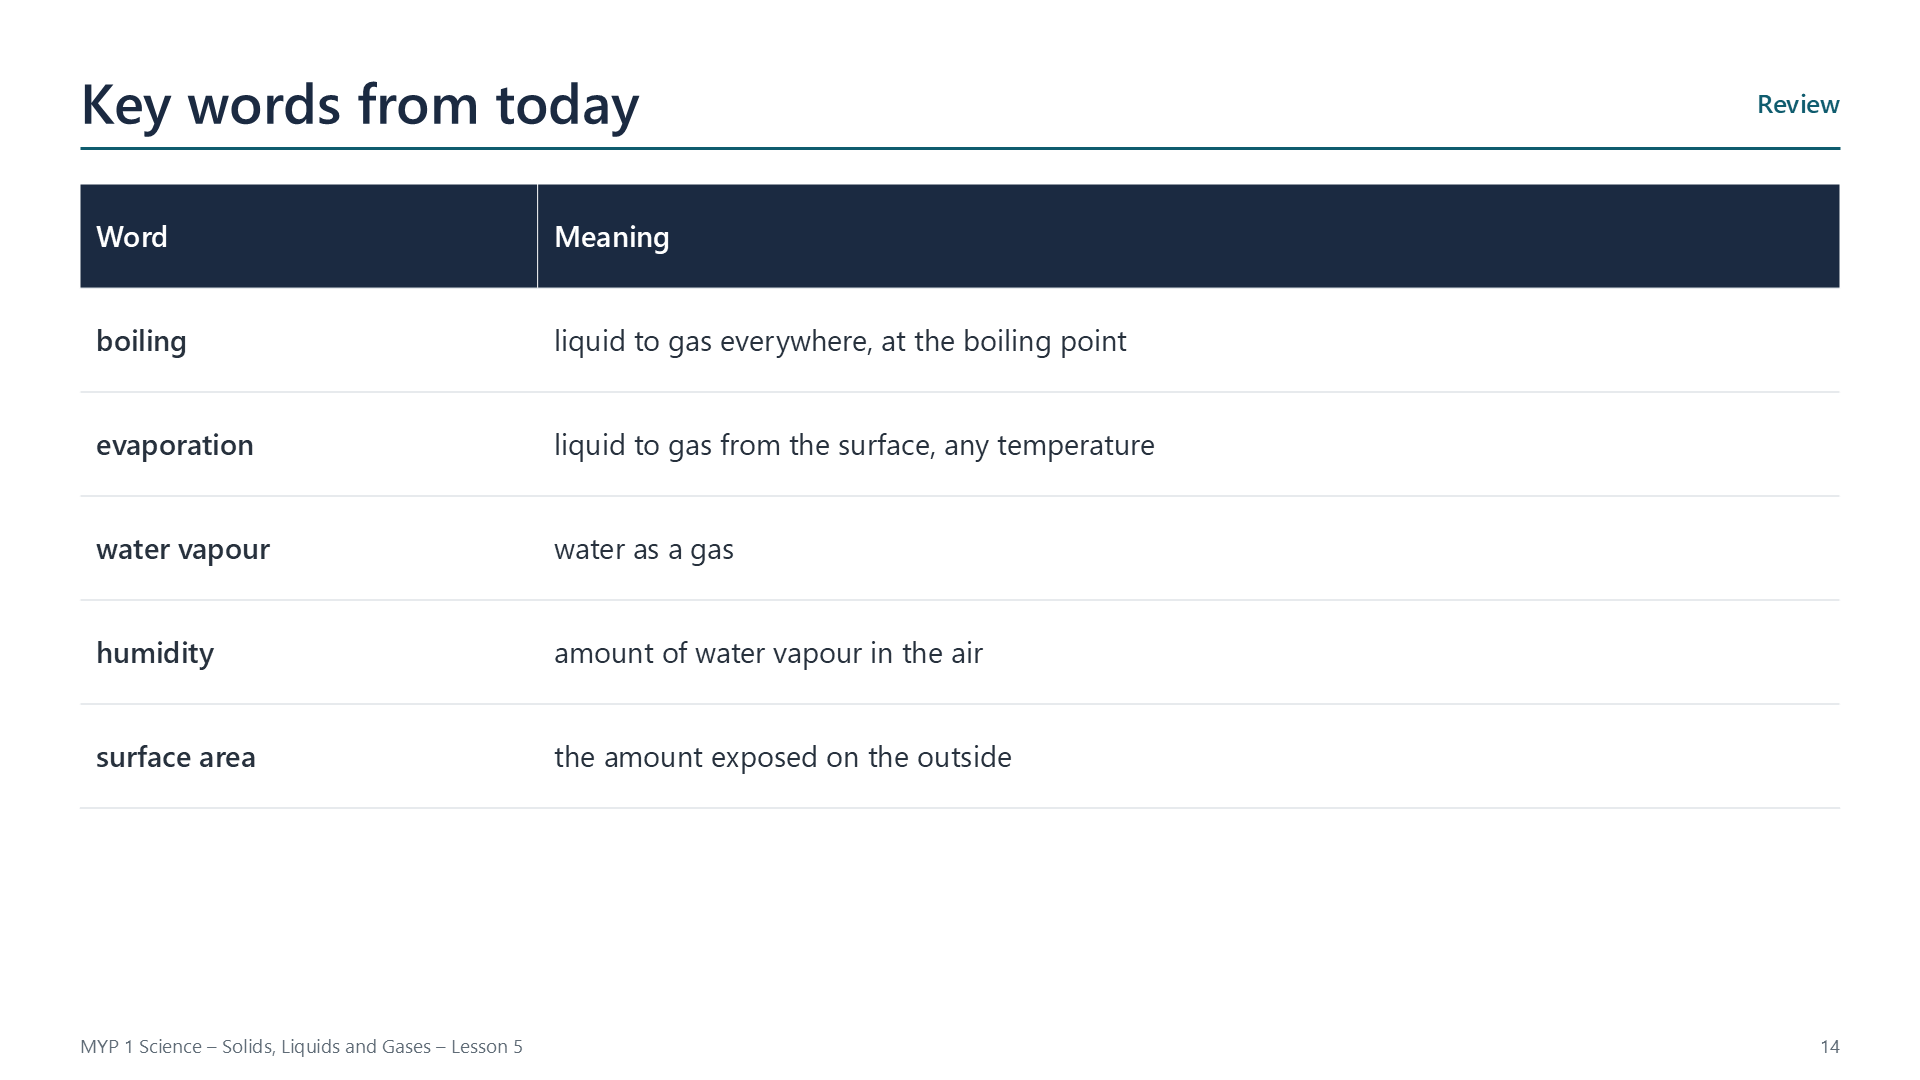 Key words from today
Review
Word Meaning
boiling liquid to gas everywhere, at the boiling point
evaporation liquid to gas from the surface, any temperature
water vapour water as a gas
humidity amount of water vapour in the air
surface area the amount exposed on the outside
MYP 1 Science – Solids, Liquids and Gases – Lesson 5
14